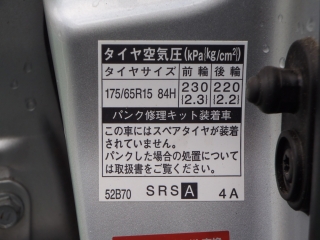 タイヤ空気圧(kPa{kg/cm²})
タイヤサイズ 前輪 後輪
175/65R15 84H 230{2.3} 220{2.2}
パンク修理キット装着車
この車にはスペアタイヤが装着
されていません。
パンクした場合の処置については
取扱書をご覧ください。
52B70 SRS A 4A